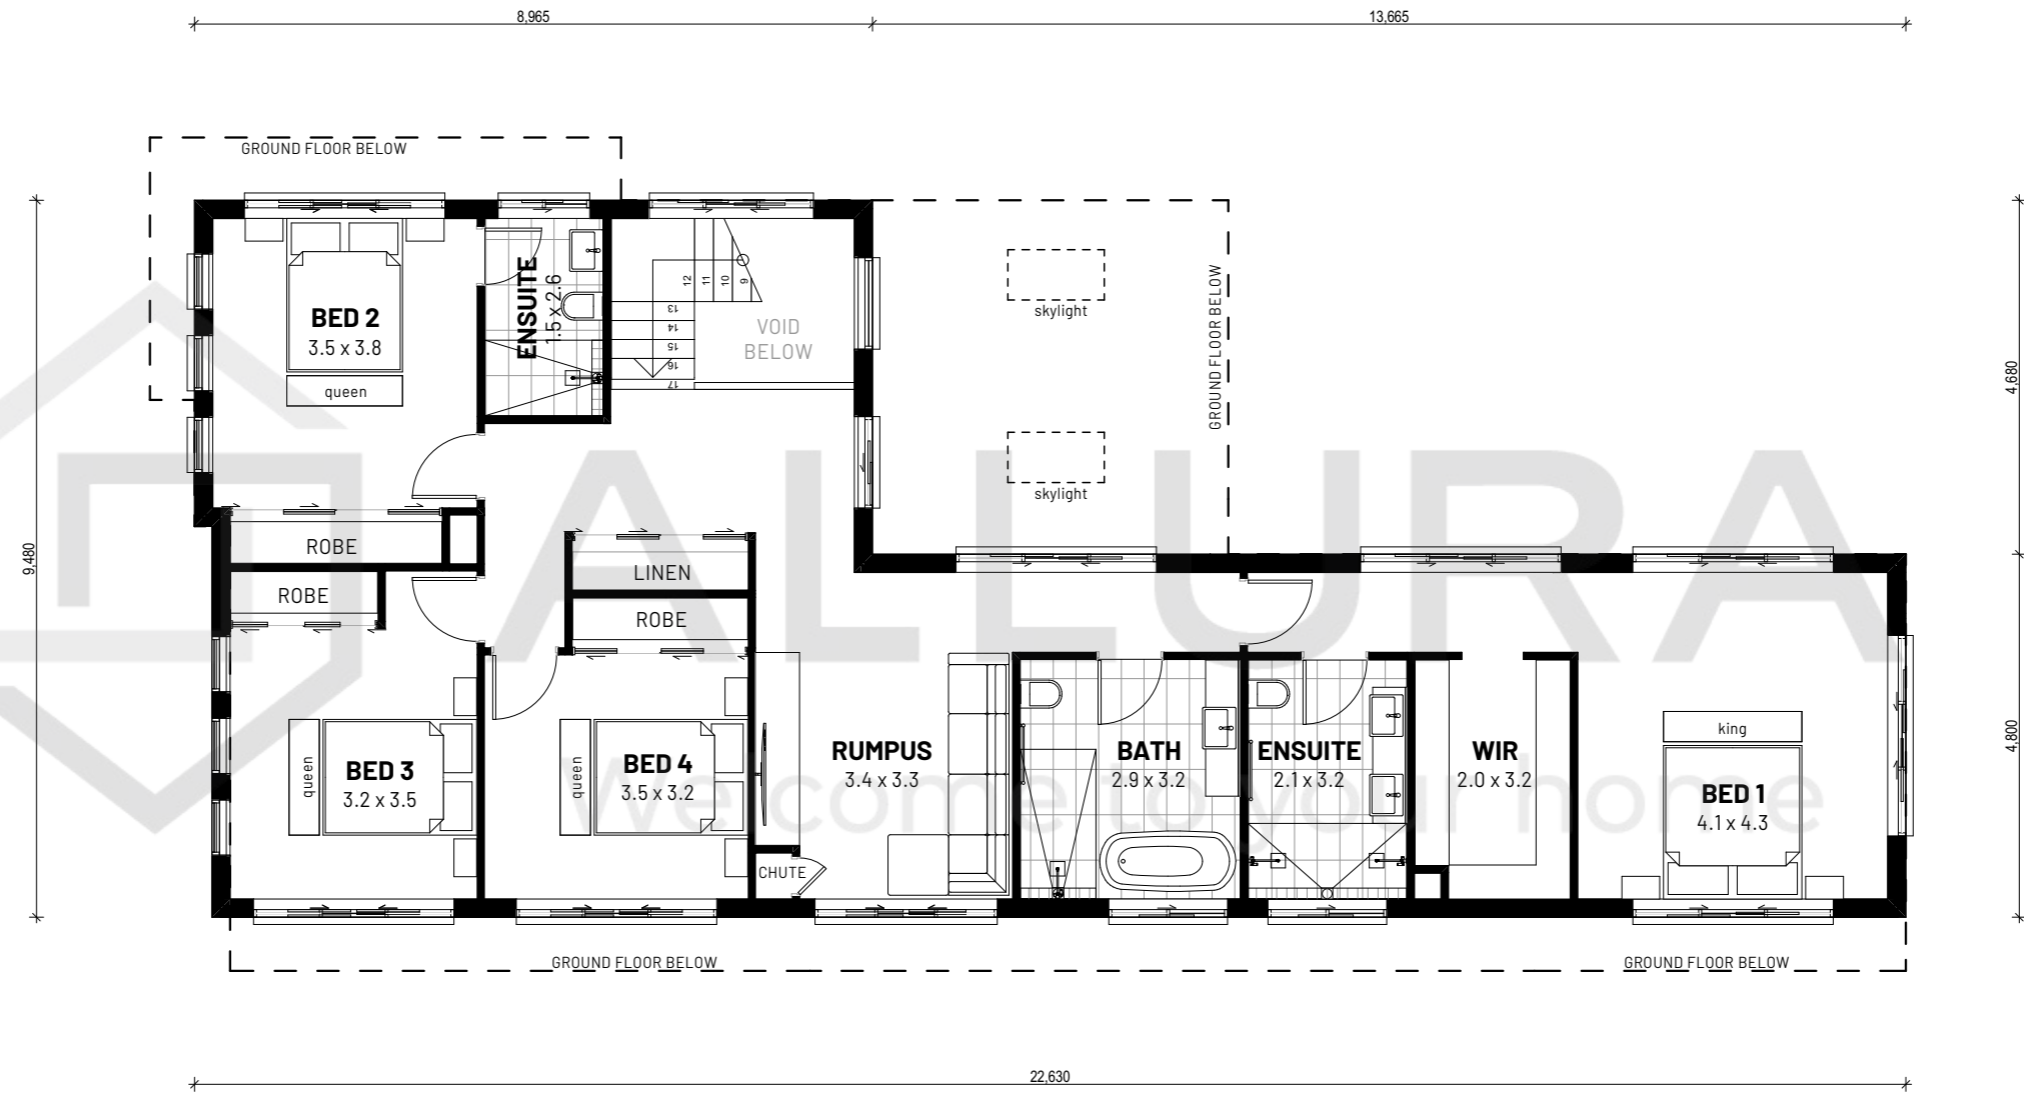 8,965
13,665
GROUND FLOOR BELOW
BED 2
3.5 x 3.8
queen
ENSUITE
1.5 x 2.6
12
11
10
9
13
14
15
16
17
VOID
BELOW
skylight
skylight
GROUND FLOOR BELOW
4,680
9,480
ALLURA
Welcome to your home
ROBE
ROBE
LINEN
ROBE
queen
BED 3
3.2 x 3.5
queen
BED 4
3.5 x 3.2
RUMPUS
3.4 x 3.3
CHUTE
BATH
2.9 x 3.2
ENSUITE
2.1 x 3.2
WIR
2.0 x 3.2
king
BED 1
4.1 x 4.3
4,800
GROUND FLOOR BELOW
GROUND FLOOR BELOW
22,630